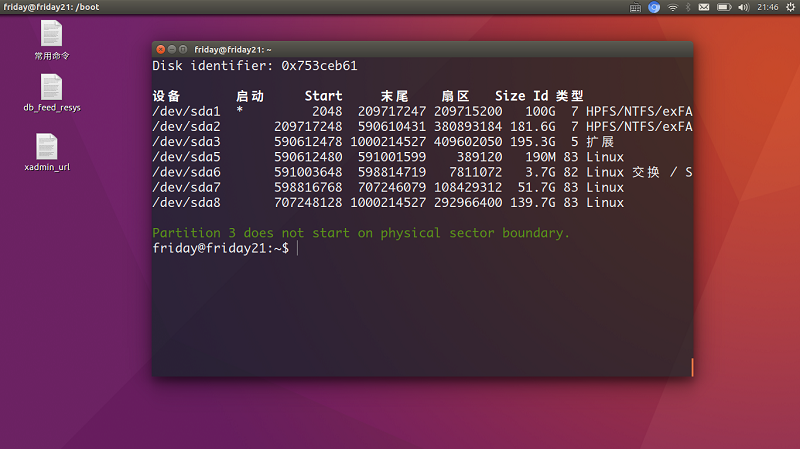 friday@friday21: /boot
21:46
常用命令
db_feed_resys
xadmin_url
friday@friday21: ~
Disk identifier: 0x753ceb61
设备 启动 Start 末尾 扇区 Size Id 类型
/dev/sda1 * 2048 209717247 209715200 100G 7 HPFS/NTFS/exFA
/dev/sda2 209717248 590610431 380893184 181.6G 7 HPFS/NTFS/exFA
/dev/sda3 590612478 1000214527 409602050 195.3G 5 扩展
/dev/sda5 590612480 591001599 389120 190M 83 Linux
/dev/sda6 591003648 598814719 7811072 3.7G 82 Linux 交换 / S
/dev/sda7 598816768 707246079 108429312 51.7G 83 Linux
/dev/sda8 707248128 1000214527 292966400 139.7G 83 Linux
Partition 3 does not start on physical sector boundary.
friday@friday21:~$